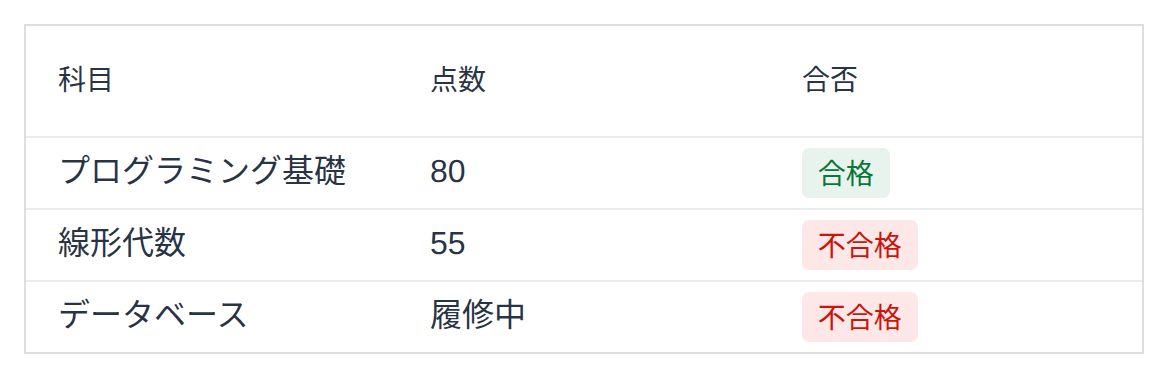 科目 点数 合否
プログラミング基礎 80 合格
線形代数 55 不合格
データベース 履修中 不合格